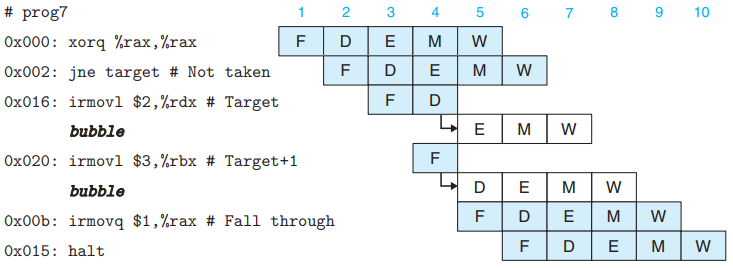 # prog7 1 2 3 4 5 6 7 8 9 10
0x000: xorq %rax,%rax F D E M W
0x002: jne target # Not taken F D E M W
0x016: irmovl $2,%rdx # Target F D
bubble E M W
0x020: irmovl $3,%rbx # Target+1 F
bubble D E M W
0x00b: irmovq $1,%rax # Fall through F D E M W
0x015: halt F D E M W